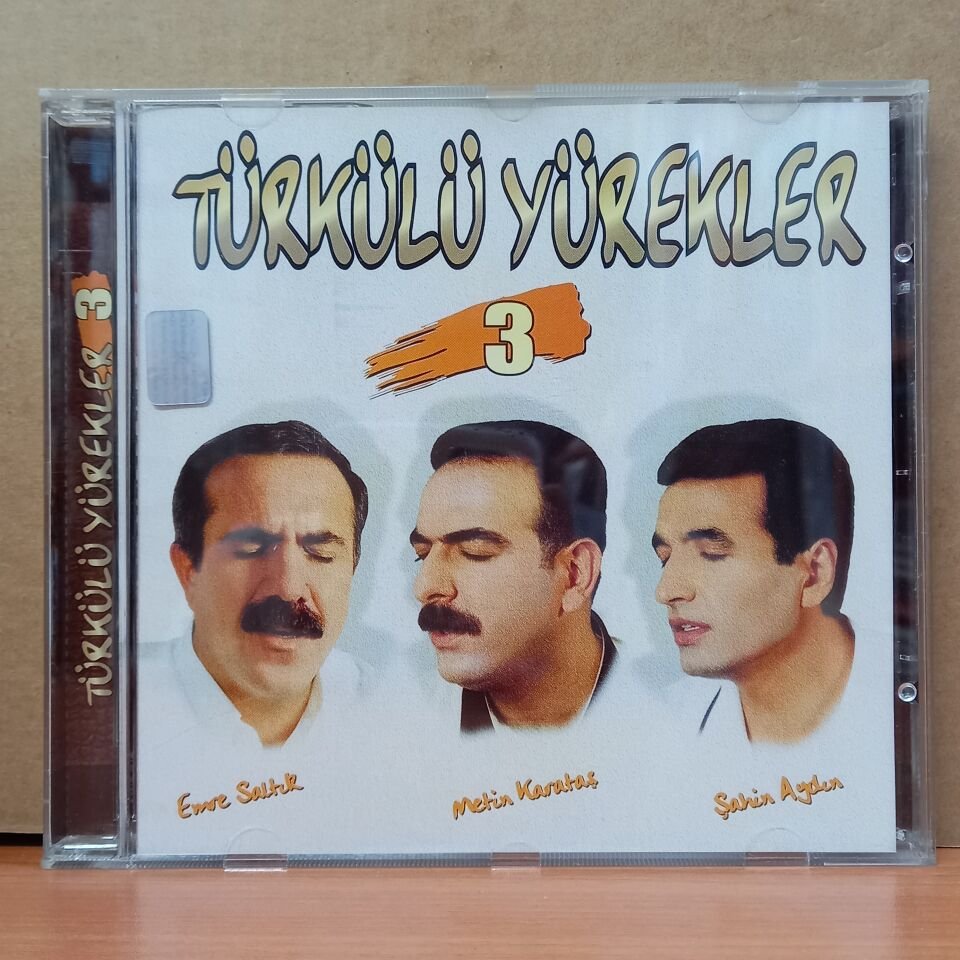 TÜRKÜLÜ YÜREKLER
3
Emre Saltık
Metin Karataş
Şahin Aydın
TÜRKÜLÜ YÜREKLER 3